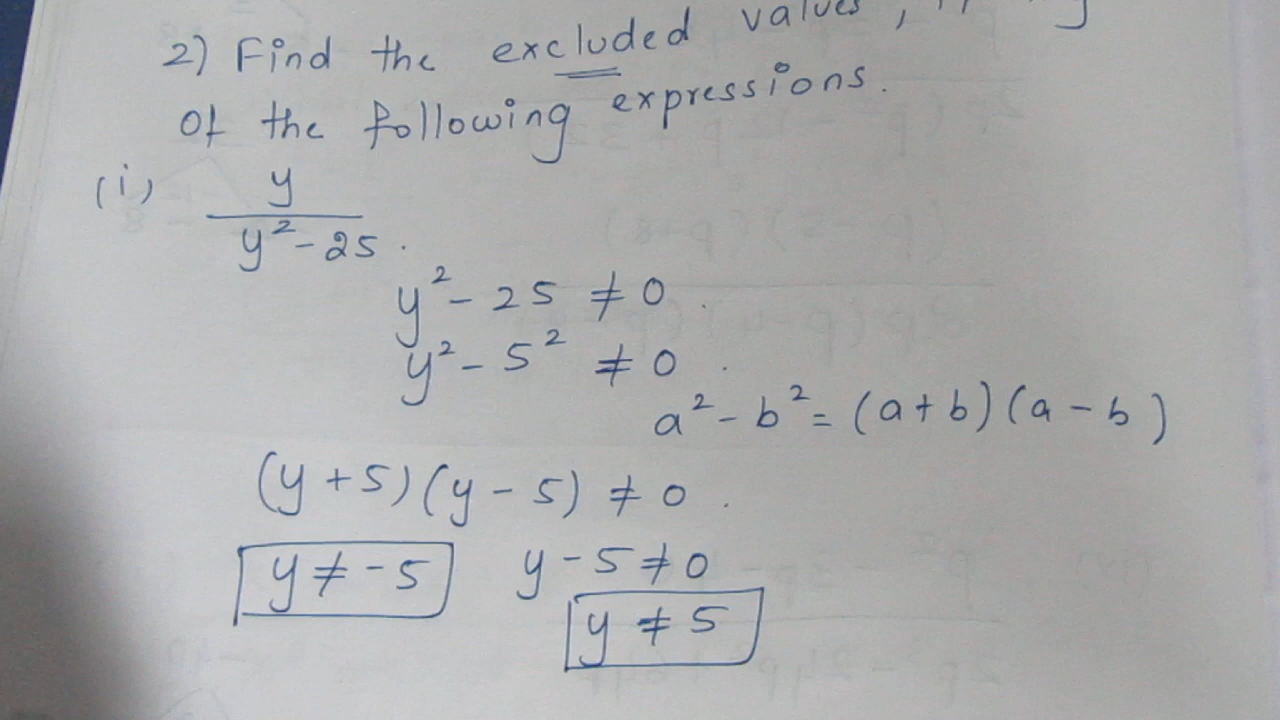 2) Find the excluded values,
of the following expressions.
(i) y
y²-25.
y²- 25 ≠ 0.
y²- 5² ≠ 0.
a²- b²= (a+b)(a-b)
(y+5)(y-5) ≠ 0.
y ≠ -5 y-5 ≠ 0
y ≠ 5